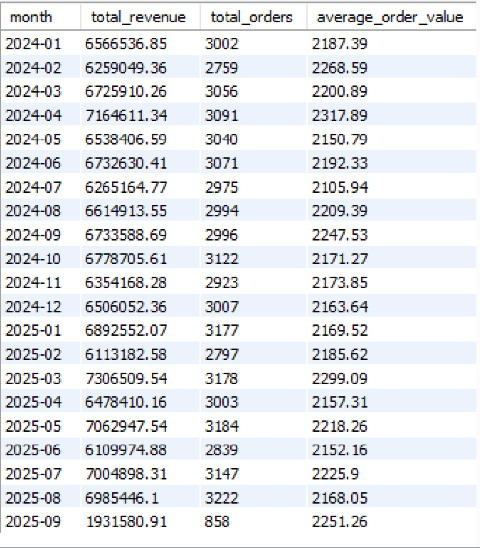 month total_revenue total_orders average_order_value
2024-01 6566536.85 3002 2187.39
2024-02 6259049.36 2759 2268.59
2024-03 6725910.26 3056 2200.89
2024-04 7164611.34 3091 2317.89
2024-05 6538406.59 3040 2150.79
2024-06 6732630.41 3071 2192.33
2024-07 6265164.77 2975 2105.94
2024-08 6614913.55 2994 2209.39
2024-09 6733588.69 2996 2247.53
2024-10 6778705.61 3122 2171.27
2024-11 6354168.28 2923 2173.85
2024-12 6506052.36 3007 2163.64
2025-01 6892552.07 3177 2169.52
2025-02 6113182.58 2797 2185.62
2025-03 7306509.54 3178 2299.09
2025-04 6478410.16 3003 2157.31
2025-05 7062947.54 3184 2218.26
2025-06 6109974.88 2839 2152.16
2025-07 7004898.31 3147 2225.9
2025-08 6985446.1 3222 2168.05
2025-09 1931580.91 858 2251.26